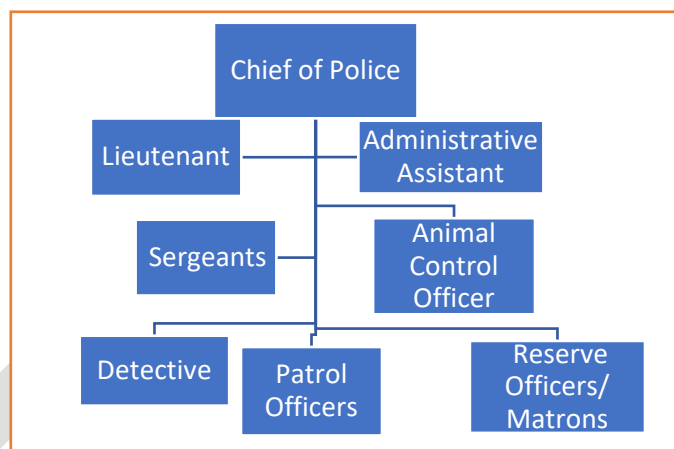 Chief of Police
Lieutenant
Administrative
Assistant
Sergeants
Animal
Control
Officer
Detective
Patrol
Officers
Reserve
Officers/
Matrons